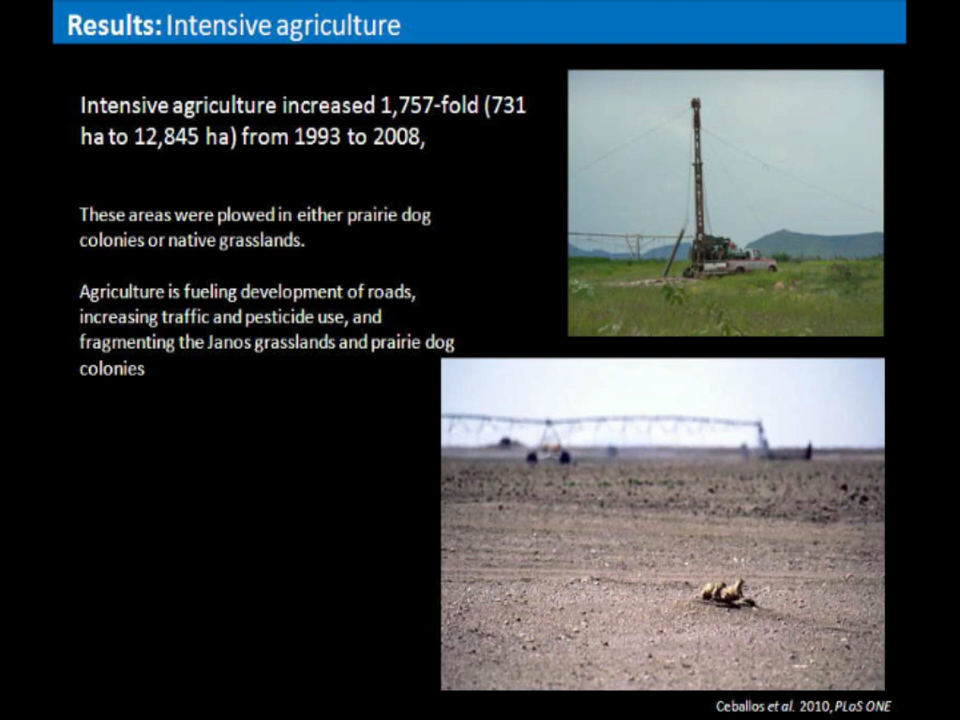 Results: Intensive agriculture
Intensive agriculture increased 1,757-fold (731
ha to 12,845 ha) from 1993 to 2008,
These areas were plowed in either prairie dog
colonies or native grasslands.
Agriculture is fueling development of roads,
increasing traffic and pesticide use, and
fragmenting the Janos grasslands and prairie dog
colonies
Ceballos et al. 2010, PLoS ONE